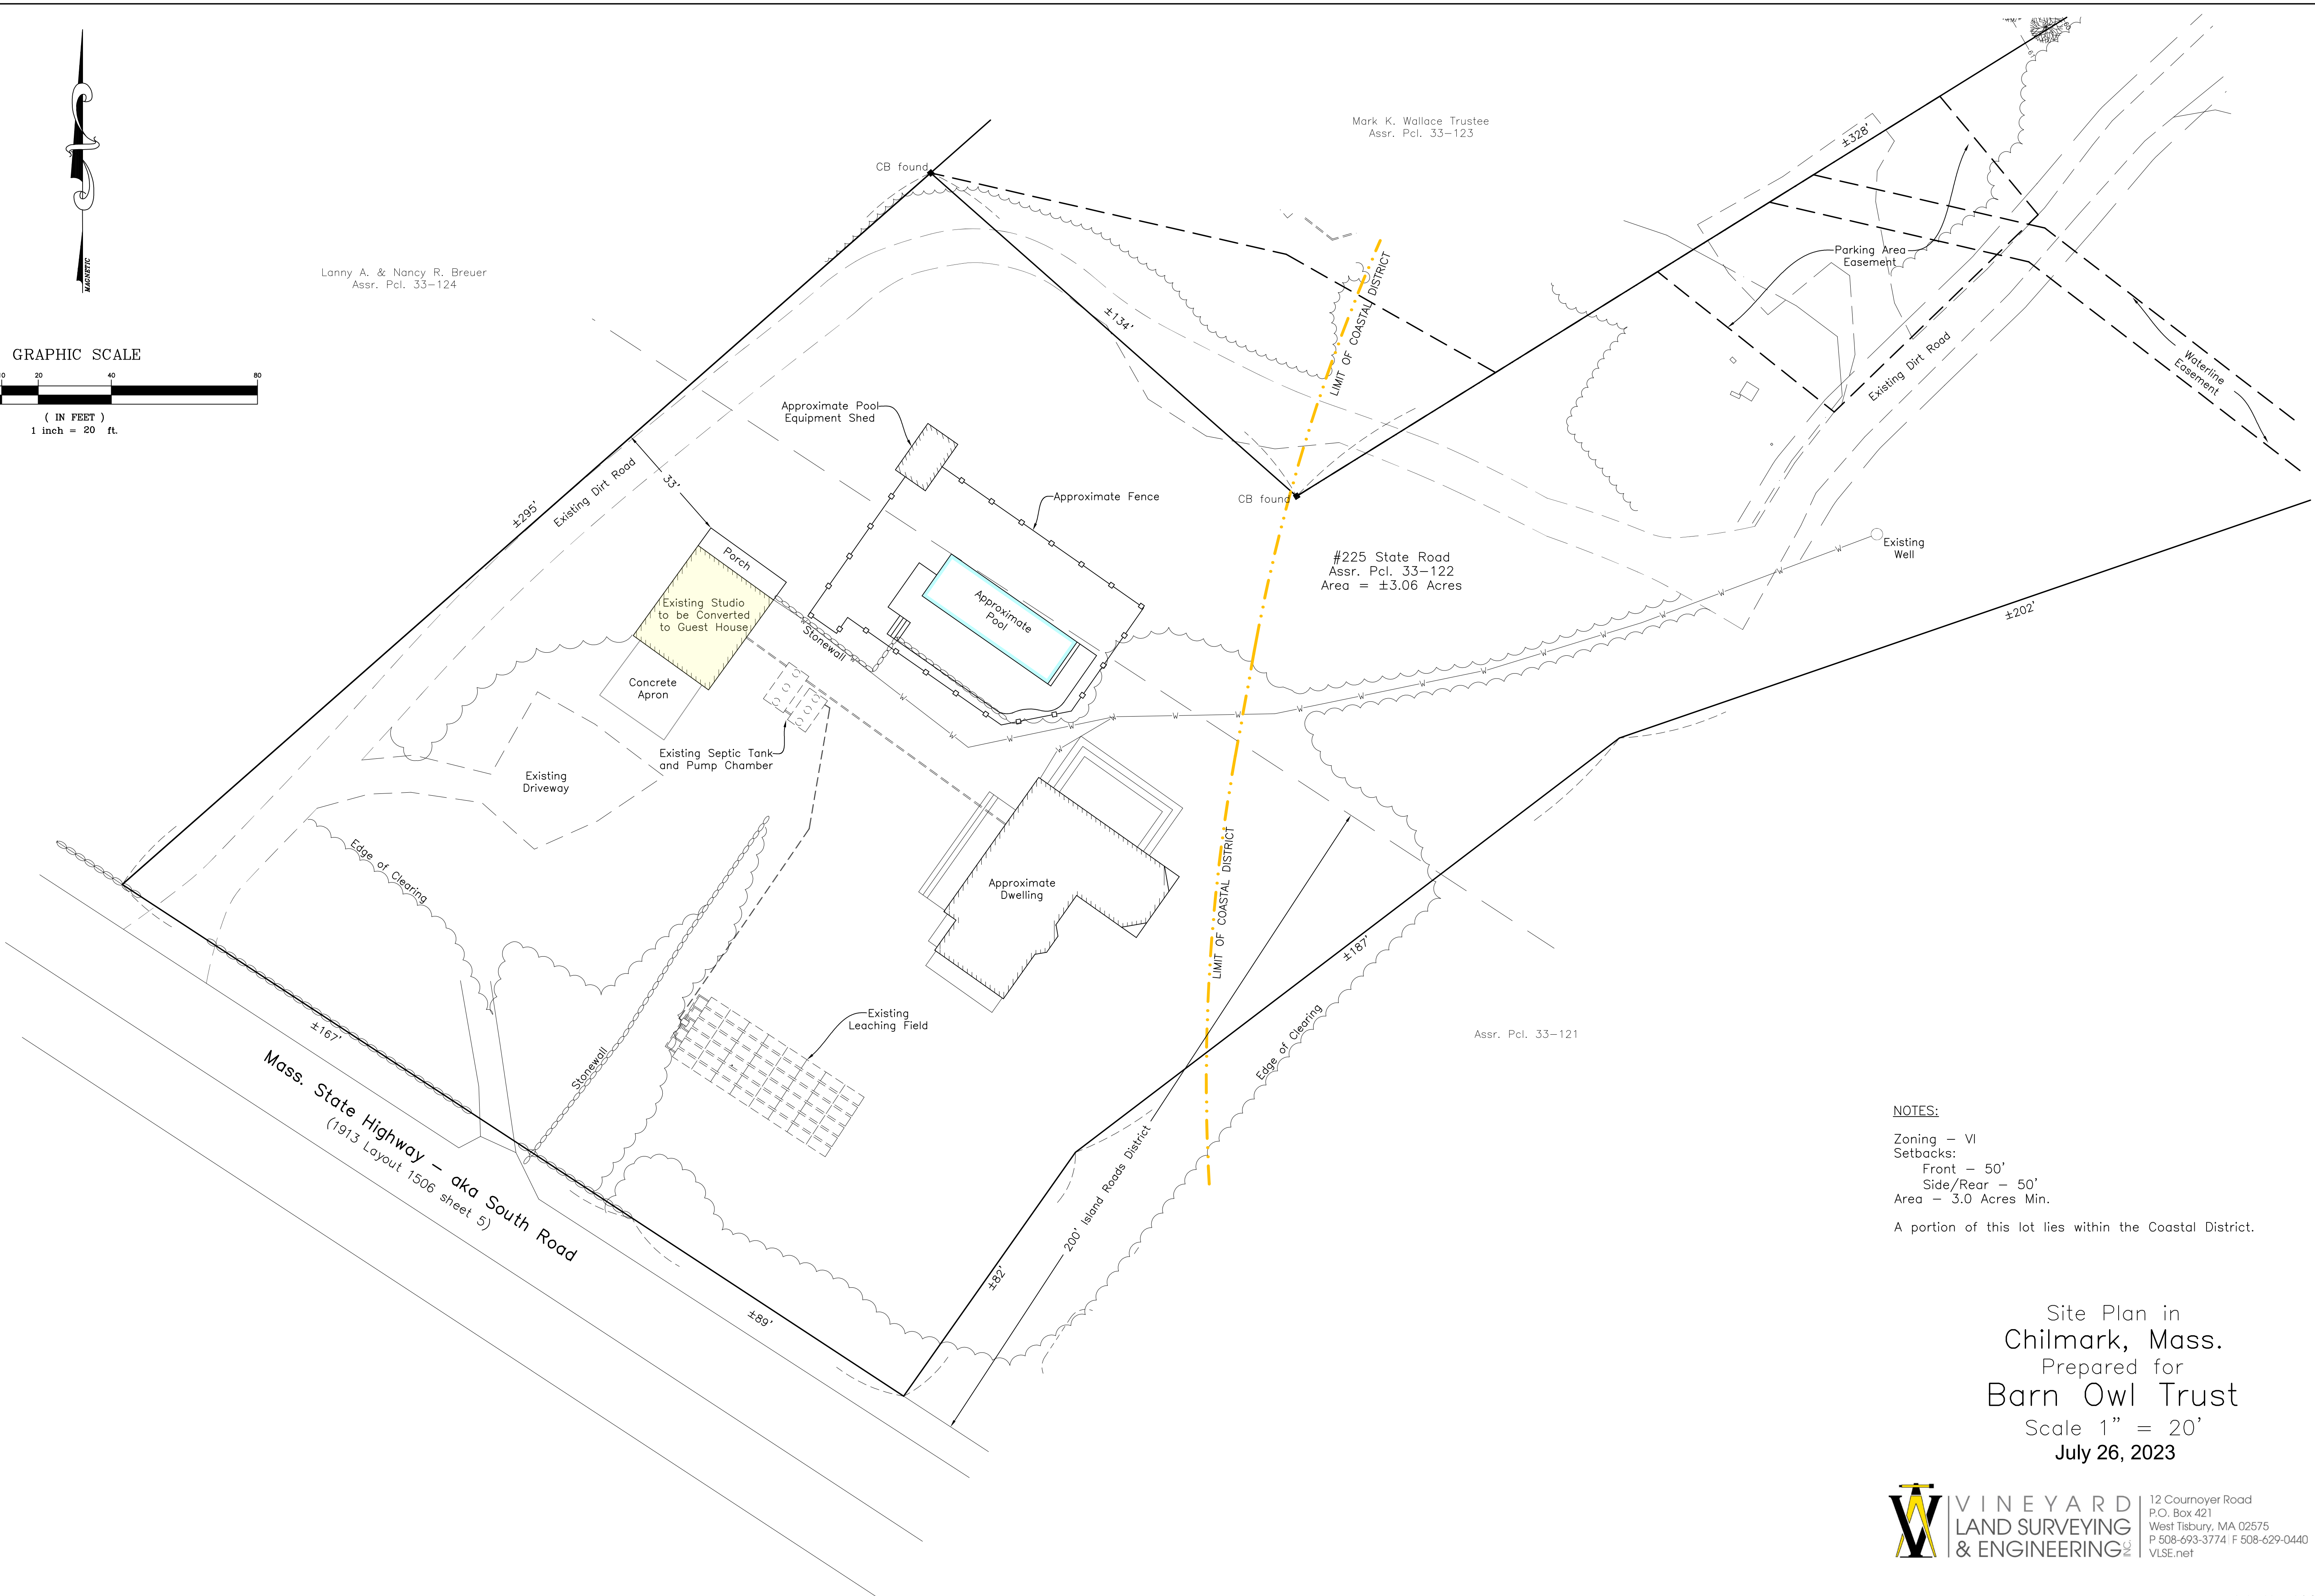 MAGNETIC
GRAPHIC SCALE
0
20
40
80
( IN FEET )
1 inch = 20 ft.
Lanny A. & Nancy R. Breuer
Assr. Pcl. 33-124
Mark K. Wallace Trustee
Assr. Pcl. 33-123
CB found
±328'
±134'
LIMIT OF COASTAL DISTRICT
Parking Area
Easement
Waterline
Easement
Existing Dirt Road
Approximate Pool
Equipment Shed
±295'
Existing Dirt Road
33'
Approximate Fence
CB found
#225 State Road
Assr. Pcl. 33-122
Area = ±3.06 Acres
Existing
Well
±202'
Porch
Existing Studio
to be Converted
to Guest House
Stonewall
Approximate
Pool
Concrete
Apron
Existing Septic Tank
and Pump Chamber
Existing
Driveway
W W W W W W W W W W W W W W W W W W
Edge of Clearing
Approximate
Dwelling
LIMIT OF COASTAL DISTRICT
±187'
Existing
Leaching Field
Stonewall
±167'
Mass. State Highway - aka South Road
(1913 Layout 1506 sheet 5)
Edge of Clearing
Assr. Pcl. 33-121
200' Island Roads District
±82'
±89'
NOTES:
Zoning - VI
Setbacks:
Front - 50'
Side/Rear - 50'
Area - 3.0 Acres Min.
A portion of this lot lies within the Coastal District.
Site Plan in
Chilmark, Mass.
Prepared for
Barn Owl Trust
Scale 1" = 20'
July 26, 2023
VINEYARD
LAND SURVEYING
& ENGINEERING INC.
12 Cournoyer Road
P.O. Box 421
West Tisbury, MA 02575
P 508-693-3774 F 508-629-0440
VLSE.net